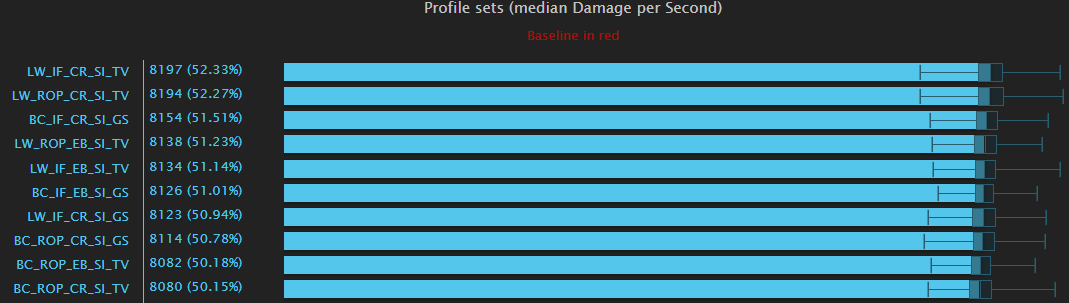 Profile sets (median Damage per Second)
Baseline in red
LW_IF_CR_SI_TV 8197 (52.33%)
LW_ROP_CR_SI_TV 8194 (52.27%)
BC_IF_CR_SI_GS 8154 (51.51%)
LW_ROP_EB_SI_TV 8138 (51.23%)
LW_IF_EB_SI_TV 8134 (51.14%)
BC_IF_EB_SI_GS 8126 (51.01%)
LW_IF_CR_SI_GS 8123 (50.94%)
BC_ROP_CR_SI_GS 8114 (50.78%)
BC_ROP_EB_SI_TV 8082 (50.18%)
BC_ROP_CR_SI_TV 8080 (50.15%)